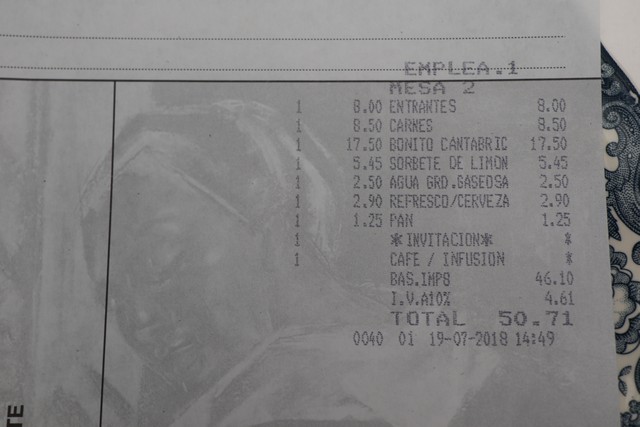 EMPLEA.1
MESA 2
1 8.00 ENTRANTES 8.00
1 8.50 CARNES 8.50
1 17.50 BONITO CANTABRIC 17.50
1 5.45 SORBETE DE LIMON 5.45
1 2.50 AGUA GRD.GASEOSA 2.50
1 2.90 REFRESCO/CERVEZA 2.90
1 1.25 PAN 1.25
1 *INVITACION* *
1 CAFE / INFUSION *
BAS.IMPS 46.10
I.V.A10% 4.61
TOTAL 50.71
0040 01 19-07-2018 14:49
TE